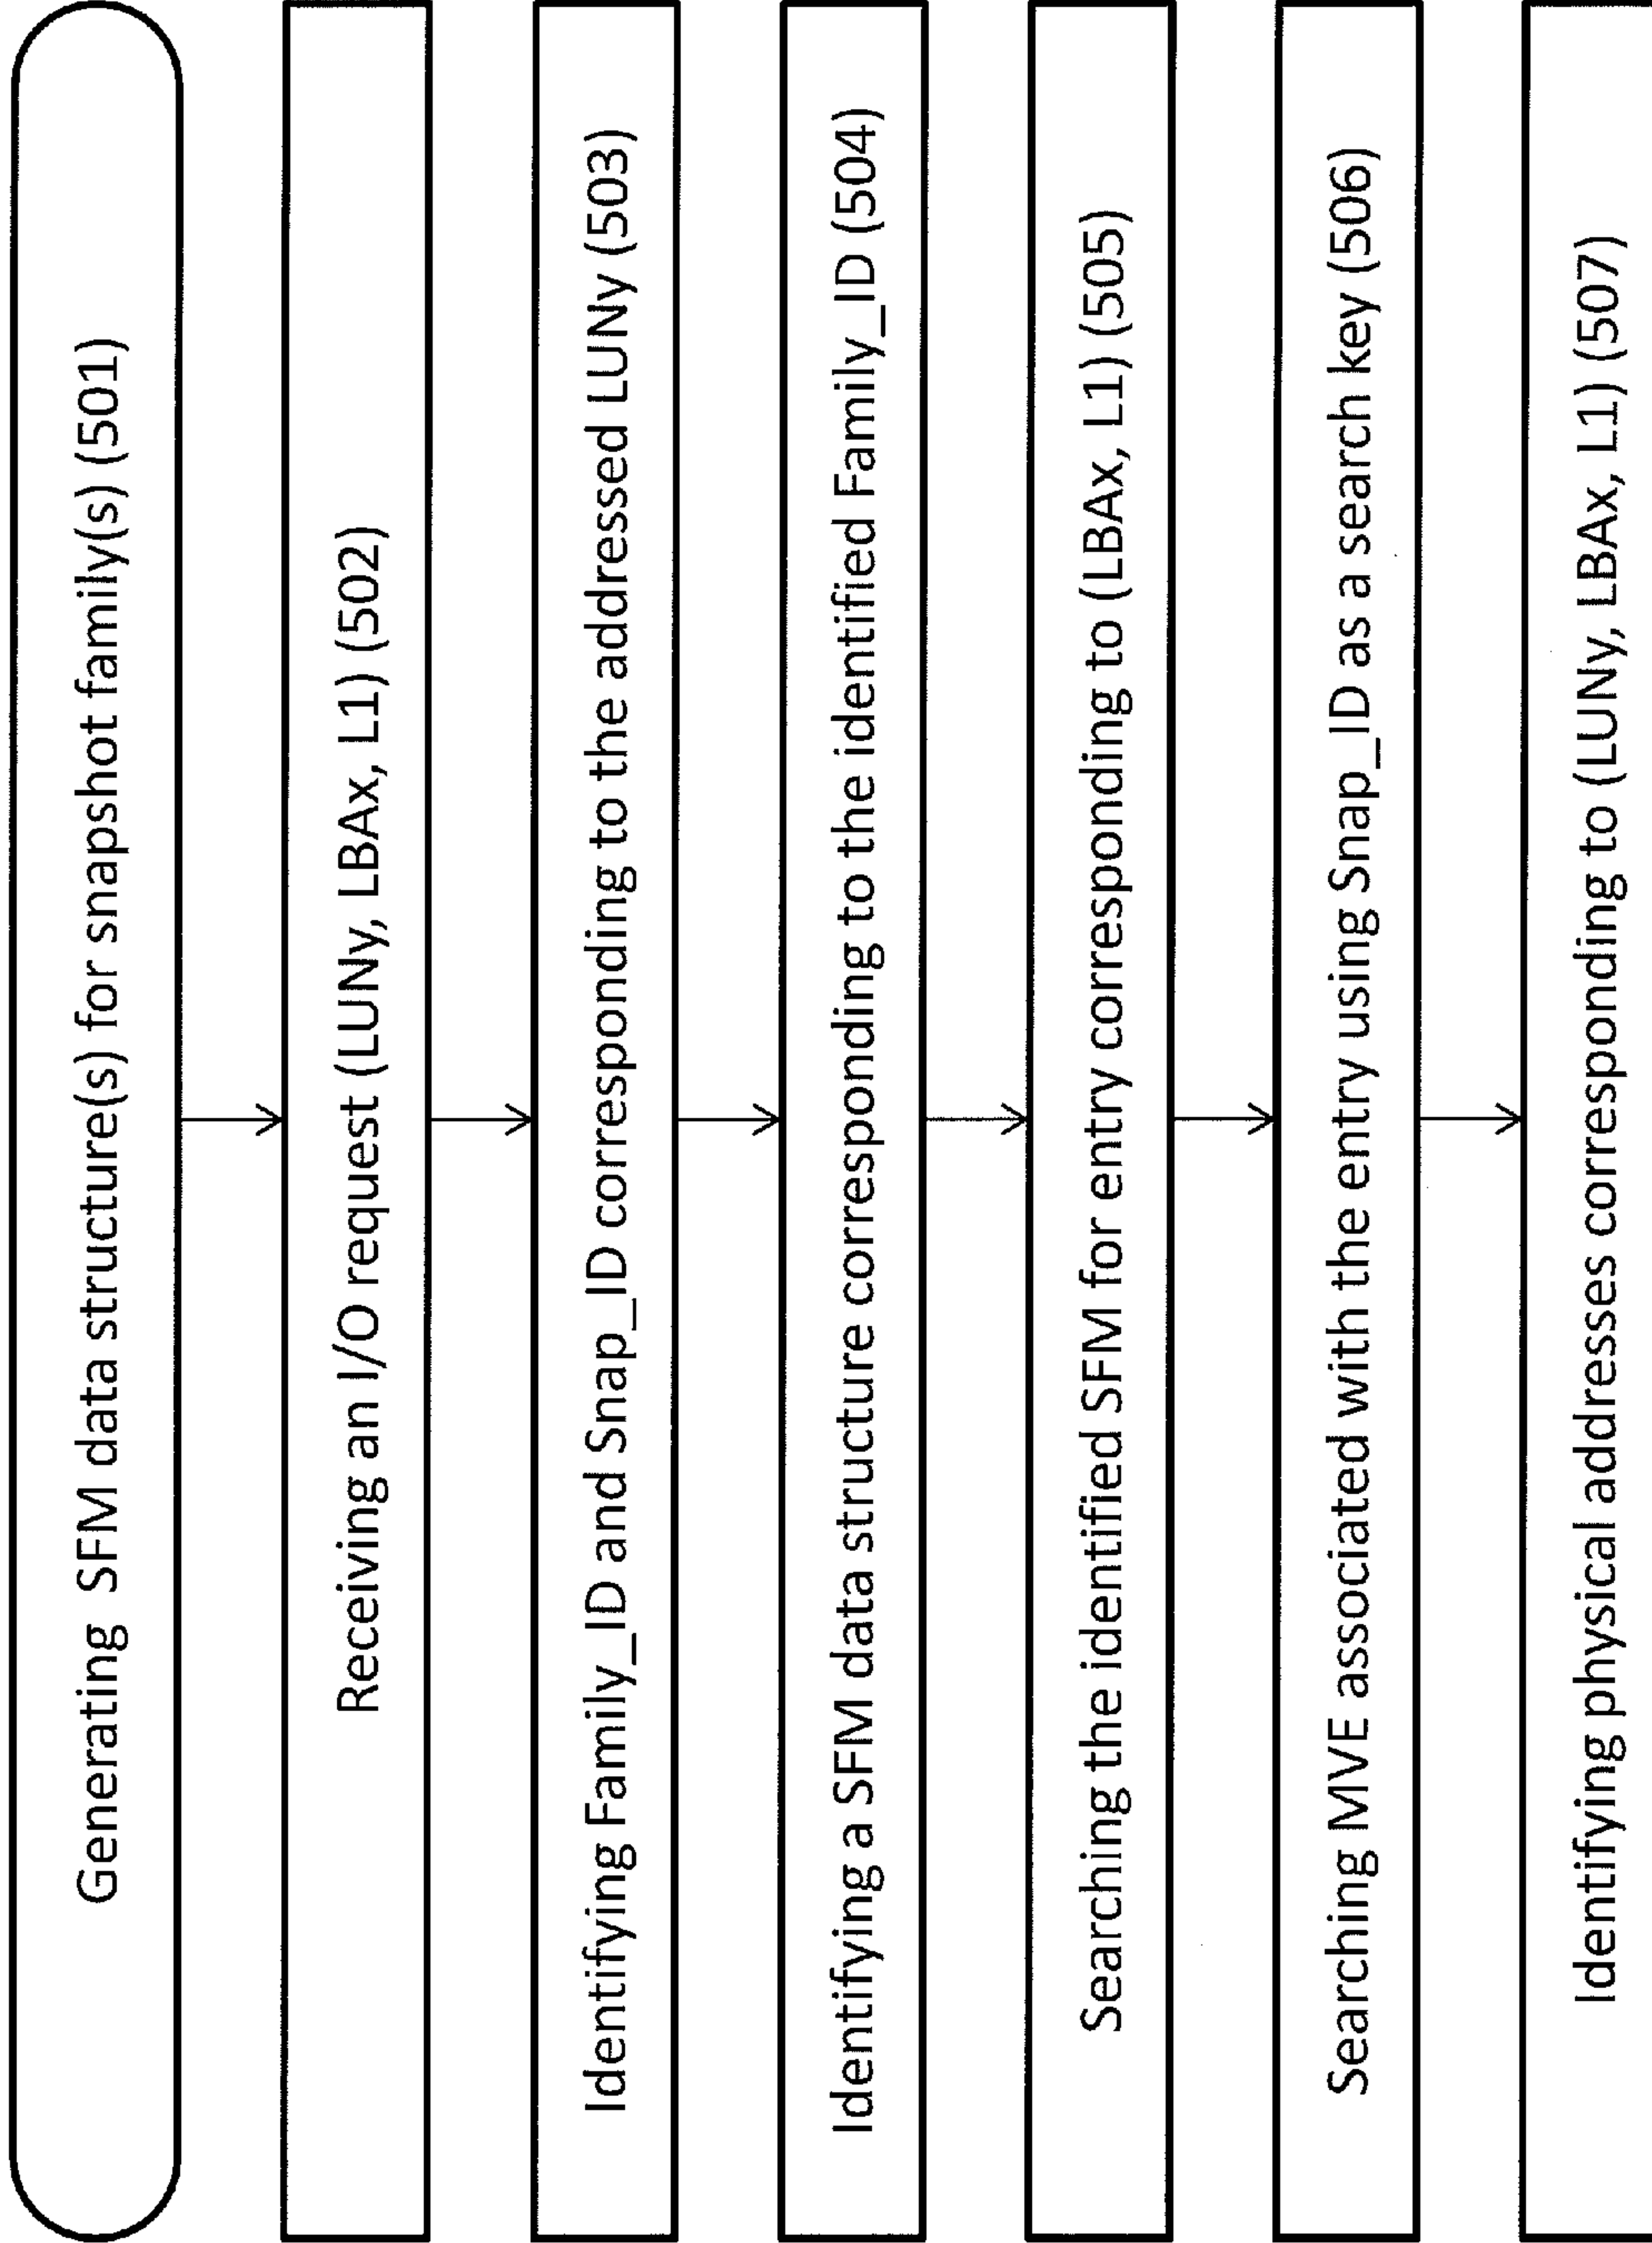 Generating SFM data structure(s) for snapshot family(s) (501)
Receiving an I/O request (LUNy, LBAx, L1) (502)
Identifying Family_ID and Snap_ID corresponding to the addressed LUNy (503)
Identifying a SFM data structure corresponding to the identified Family_ID (504)
Searching the identified SFM for entry corresponding to (LBAx, L1) (505)
Searching MVE associated with the entry using Snap_ID as a search key (506)
Identifying physical addresses corresponding to (LUNy, LBAx, L1) (507)